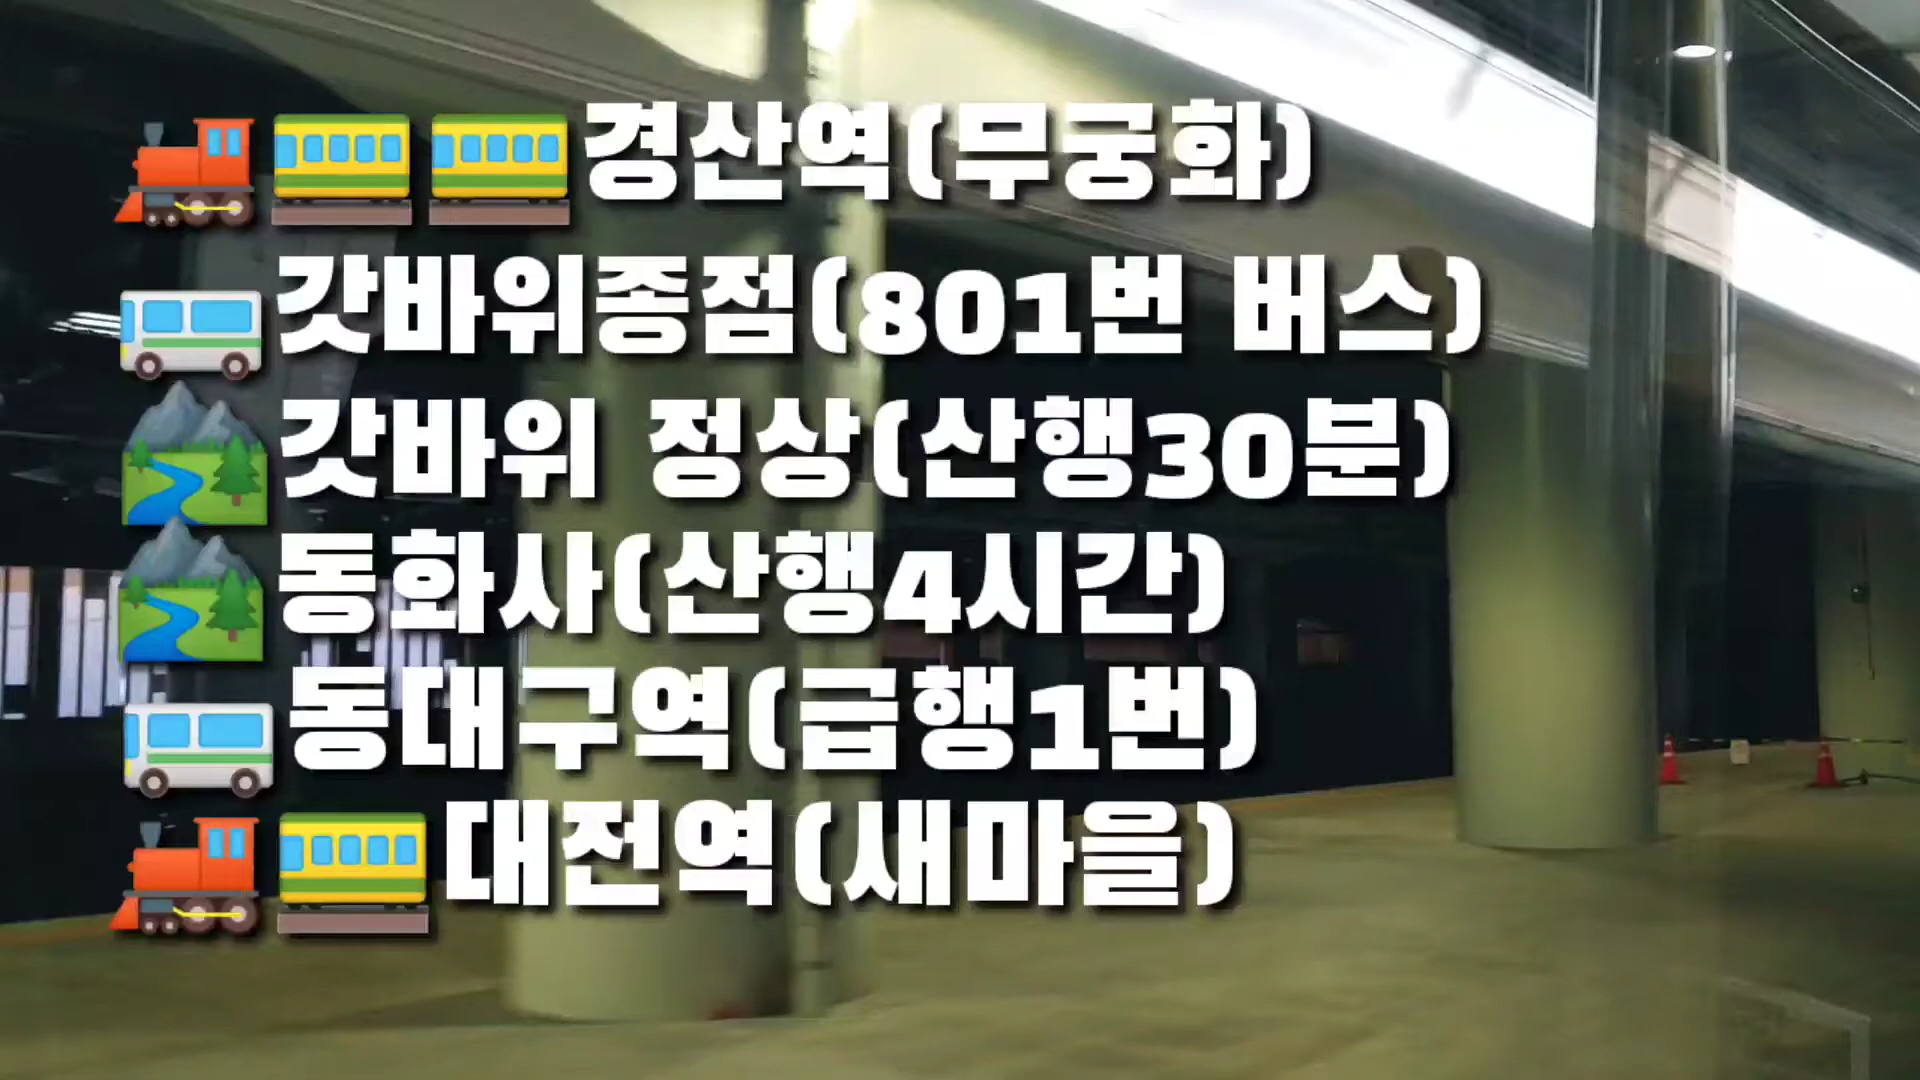 경산역(무궁화)
갓바위종점(801번 버스)
갓바위 정상(산행30분)
동화사(산행4시간)
동대구역(급행1번)
대전역(새마을)